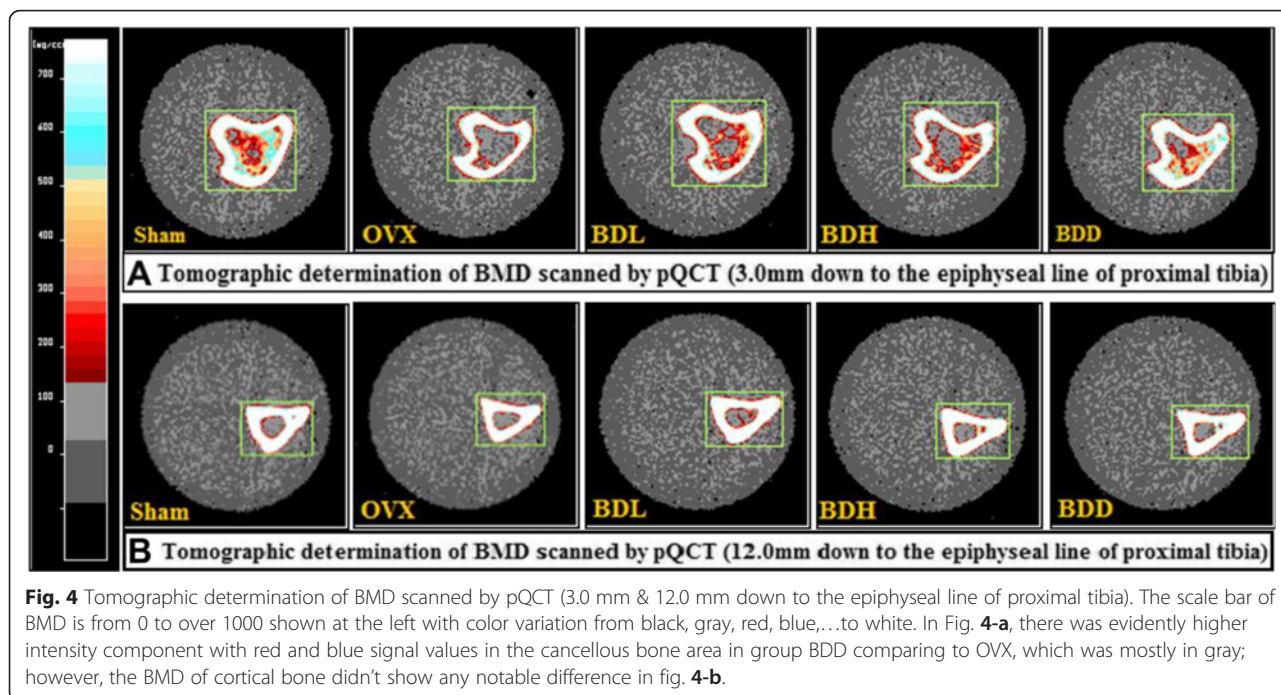 [mg/ccm]
700
600
500
400
300
200
100
0
Sham OVX BDL BDH BDD
A Tomographic determination of BMD scanned by pQCT (3.0mm down to the epiphyseal line of proximal tibia)
Sham OVX BDL BDH BDD
B Tomographic determination of BMD scanned by pQCT (12.0mm down to the epiphyseal line of proximal tibia)
Fig. 4 Tomographic determination of BMD scanned by pQCT (3.0 mm & 12.0 mm down to the epiphyseal line of proximal tibia). The scale bar of
BMD is from 0 to over 1000 shown at the left with color variation from black, gray, red, blue,...to white. In Fig. 4-a, there was evidently higher
intensity component with red and blue signal values in the cancellous bone area in group BDD comparing to OVX, which was mostly in gray;
however, the BMD of cortical bone didn't show any notable difference in fig. 4-b.